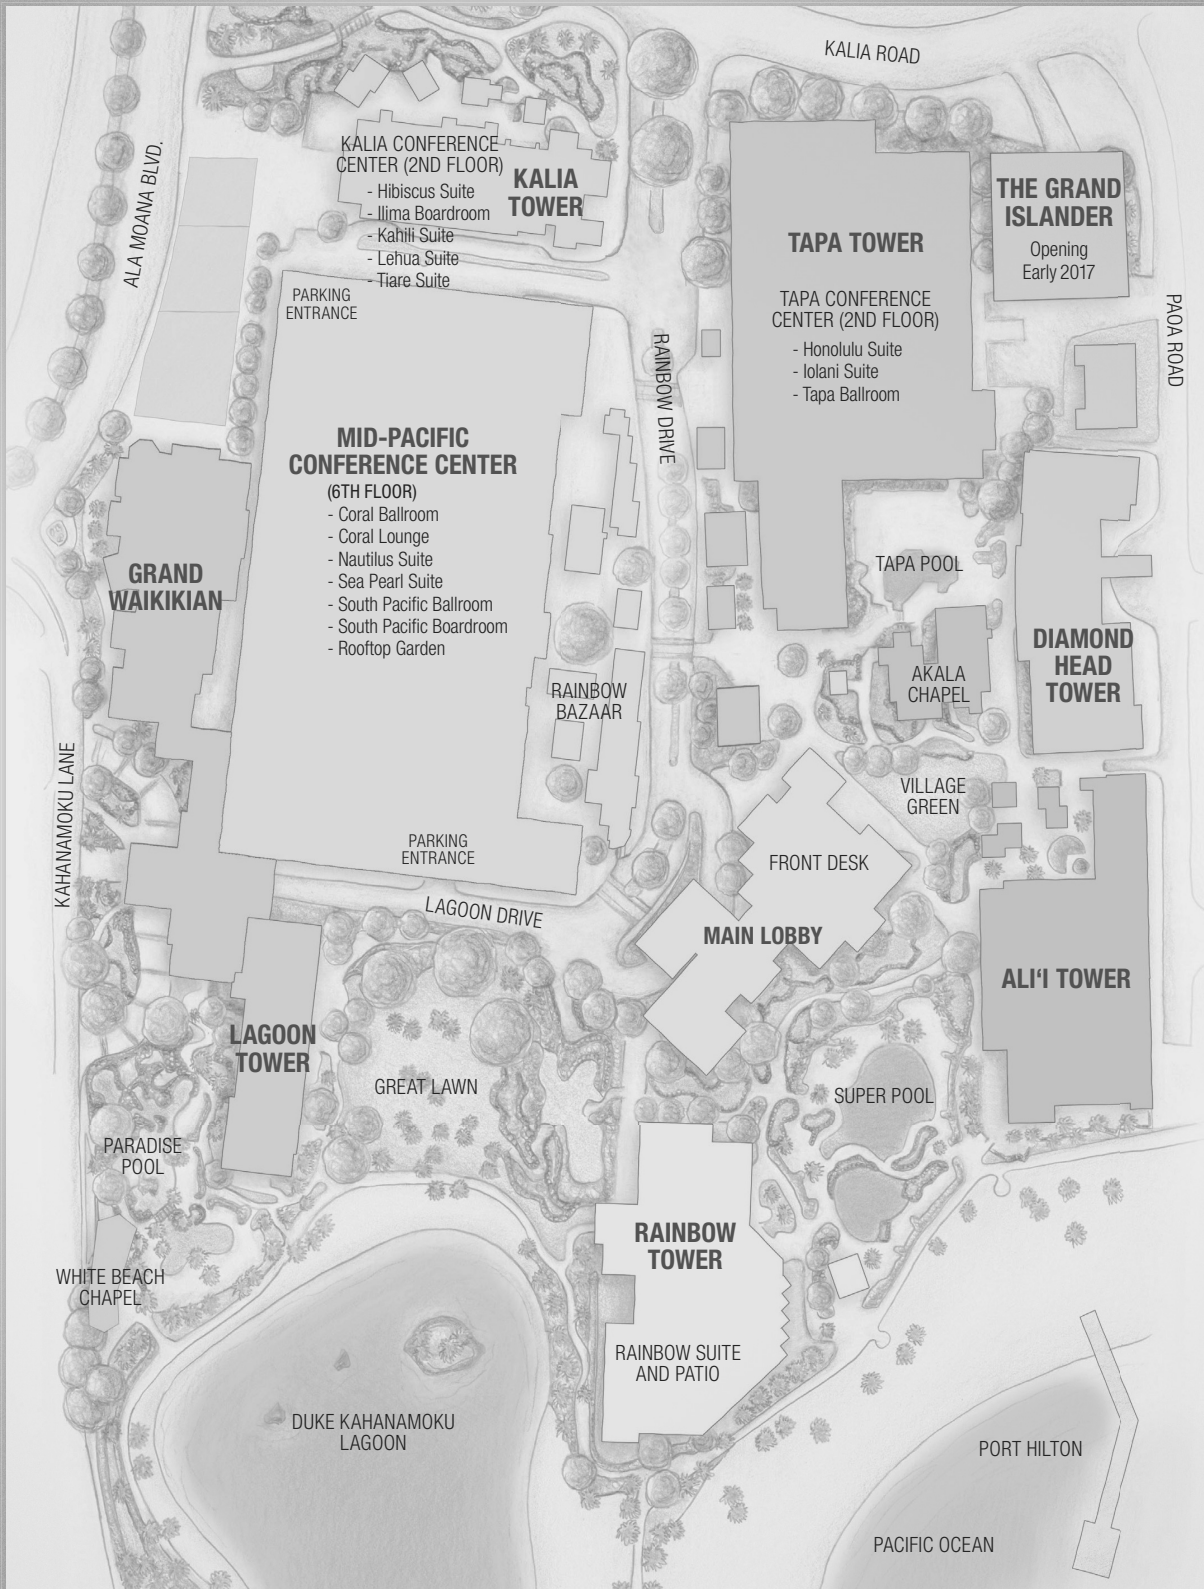 KALIA ROAD
ALA MOANA BLVD.
KALIA CONFERENCE
CENTER (2ND FLOOR)
- Hibiscus Suite
- Ilima Boardroom
- Kahili Suite
- Lehua Suite
- Tiare Suite
KALIA
TOWER
TAPA TOWER
TAPA CONFERENCE
CENTER (2ND FLOOR)
- Honolulu Suite
- Iolani Suite
- Tapa Ballroom
THE GRAND
ISLANDER
Opening
Early 2017
PAOA ROAD
PARKING
ENTRANCE
RAINBOW DRIVE
MID-PACIFIC
CONFERENCE CENTER
(6TH FLOOR)
- Coral Ballroom
- Coral Lounge
- Nautilus Suite
- Sea Pearl Suite
- South Pacific Ballroom
- South Pacific Boardroom
- Rooftop Garden
GRAND
WAIKIKIAN
TAPA POOL
DIAMOND
HEAD
TOWER
AKALA
CHAPEL
RAINBOW
BAZAAR
KAHANAMOKU LANE
VILLAGE
GREEN
PARKING
ENTRANCE
FRONT DESK
LAGOON DRIVE
MAIN LOBBY
ALI‘I TOWER
LAGOON
TOWER
GREAT LAWN
SUPER POOL
PARADISE
POOL
RAINBOW
TOWER
WHITE BEACH
CHAPEL
RAINBOW SUITE
AND PATIO
DUKE KAHANAMOKU
LAGOON
PORT HILTON
PACIFIC OCEAN